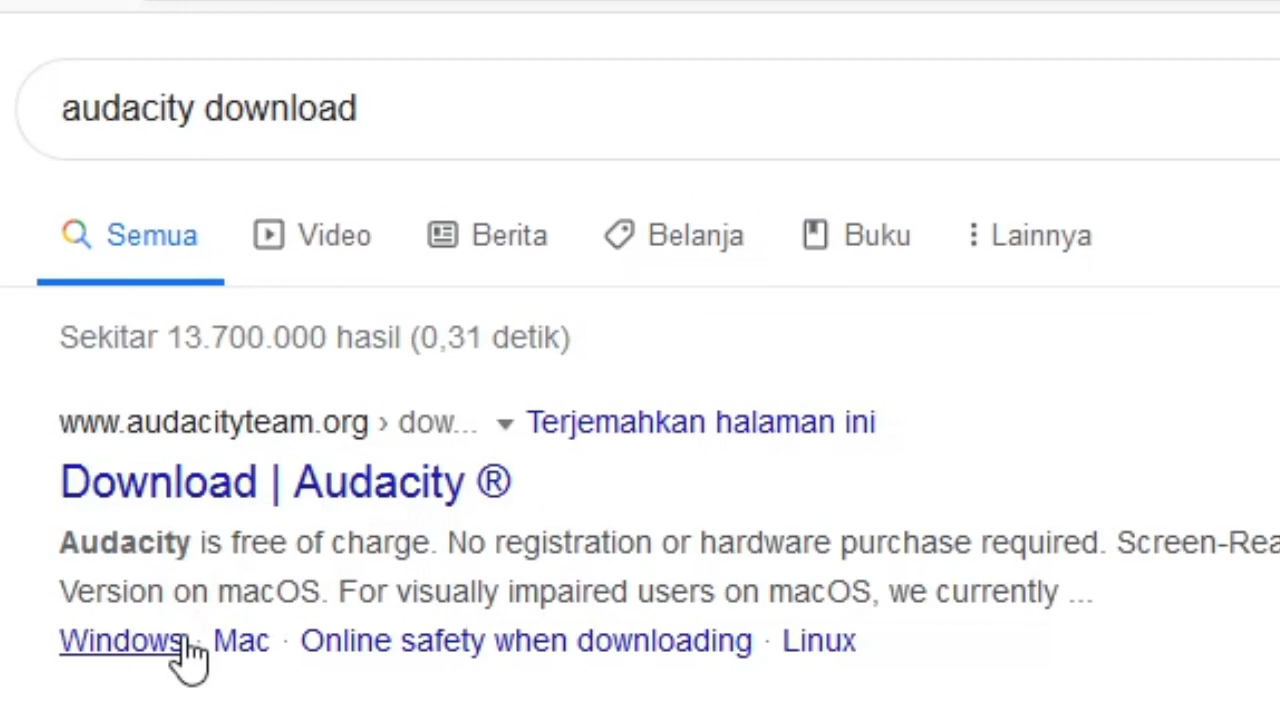 audacity download
Semua Video Berita Belanja Buku Lainnya
Sekitar 13.700.000 hasil (0,31 detik)
www.audacityteam.org › dow... Terjemahkan halaman ini
Download | Audacity ®
Audacity is free of charge. No registration or hardware purchase required. Screen-Rea
Version on macOS. For visually impaired users on macOS, we currently ...
Windows · Mac · Online safety when downloading · Linux